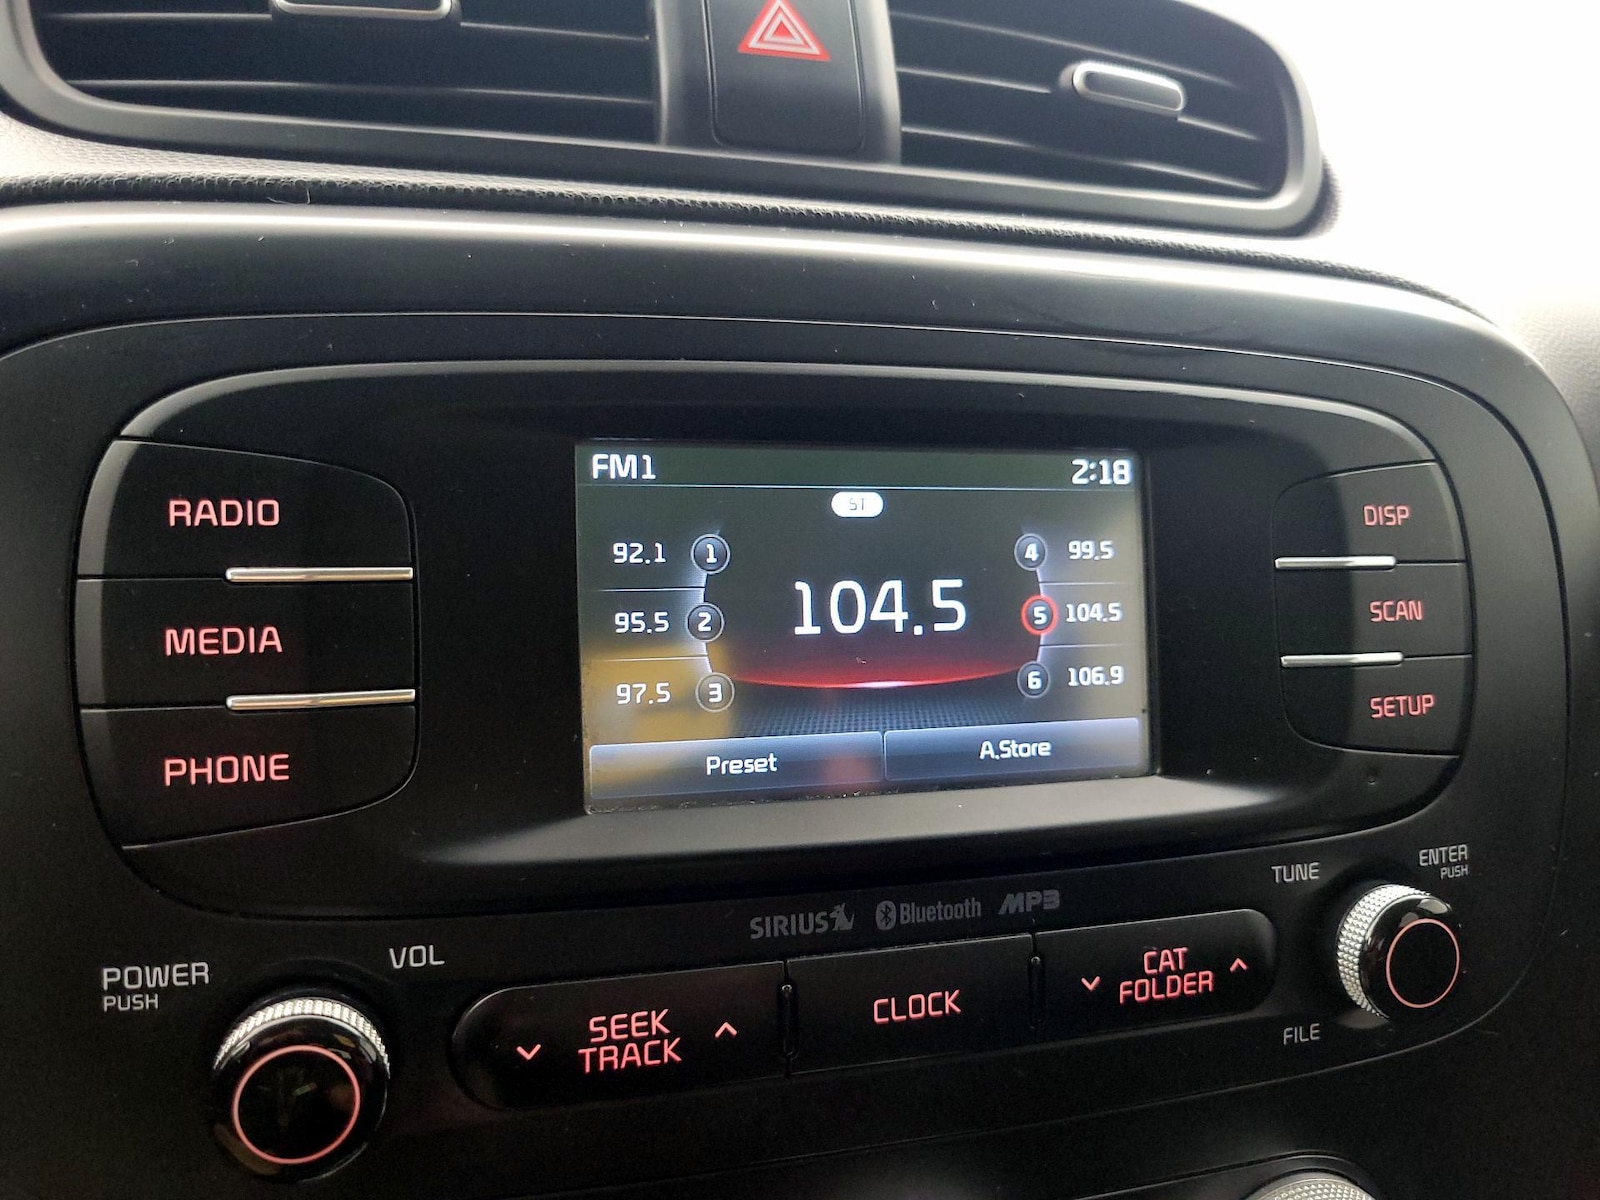 FM1 2:18
ST
92.1 1 4 99.5
104.5
95.5 2 5 104.5
97.5 3 6 106.9
Preset A.Store
RADIO
MEDIA
PHONE
DISP
SCAN
SETUP
SIRIUS Bluetooth MP3
POWER
PUSH
VOL
SEEK
TRACK
CLOCK
CAT
FOLDER
TUNE
FILE
ENTER
PUSH